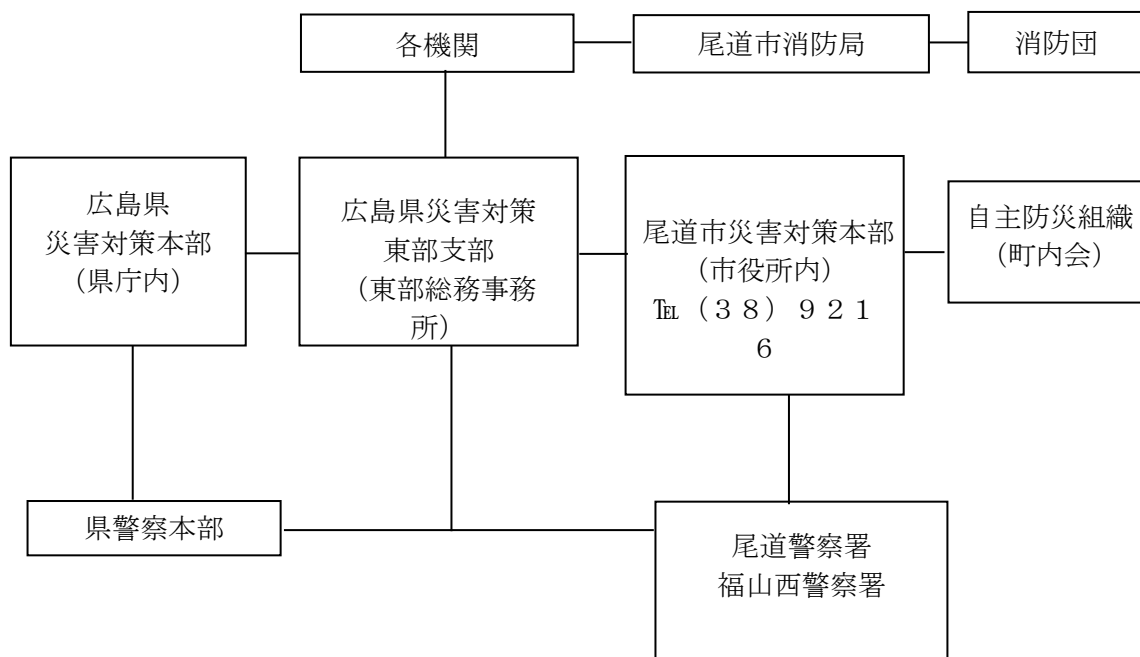 各機関
尾道市消防局
消防団
広島県
災害対策本部
（県庁内）
広島県災害対策
東部支部
（東部総務事務
所）
尾道市災害対策本部
（市役所内）
℡（３８）９２１
６
自主防災組織
（町内会）
県警察本部
尾道警察署
福山西警察署